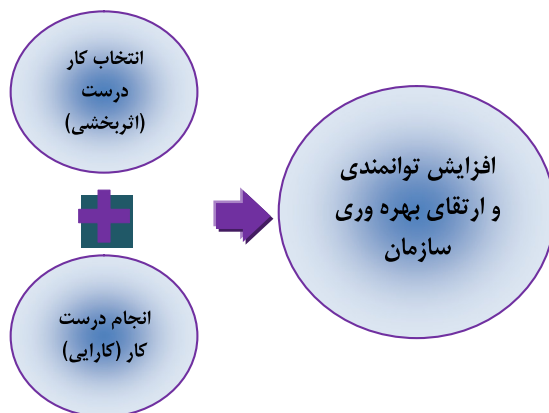 انتخاب کار
درست
(اثربخشی)
انجام درست
کار (کارایی)
افزایش توانمندی
و ارتقای بهره وری
سازمان